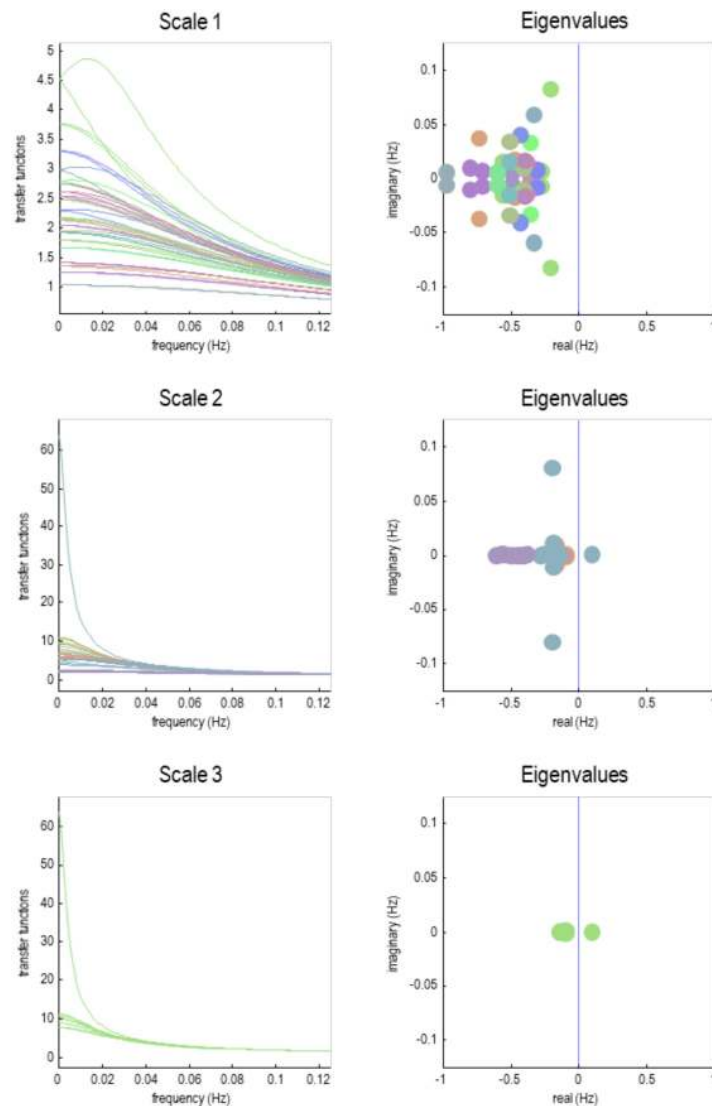 Scale 1
Eigenvalues
5
4.5
4
3.5
3
2.5
2
1.5
1
transfer functions
0 0.02 0.04 0.06 0.08 0.1 0.12
frequency (Hz)
0.1
0.05
0
-0.05
-0.1
imaginary (Hz)
-1 -0.5 0 0.5 1
real (Hz)
Scale 2
Eigenvalues
60
50
40
30
20
10
0
transfer functions
0 0.02 0.04 0.06 0.08 0.1 0.12
frequency (Hz)
0.1
0.05
0
-0.05
-0.1
imaginary (Hz)
-1 -0.5 0 0.5 1
real (Hz)
Scale 3
Eigenvalues
60
50
40
30
20
10
0
transfer functions
0 0.02 0.04 0.06 0.08 0.1 0.12
frequency (Hz)
0.1
0.05
0
-0.05
-0.1
imaginary (Hz)
-1 -0.5 0 0.5 1
real (Hz)